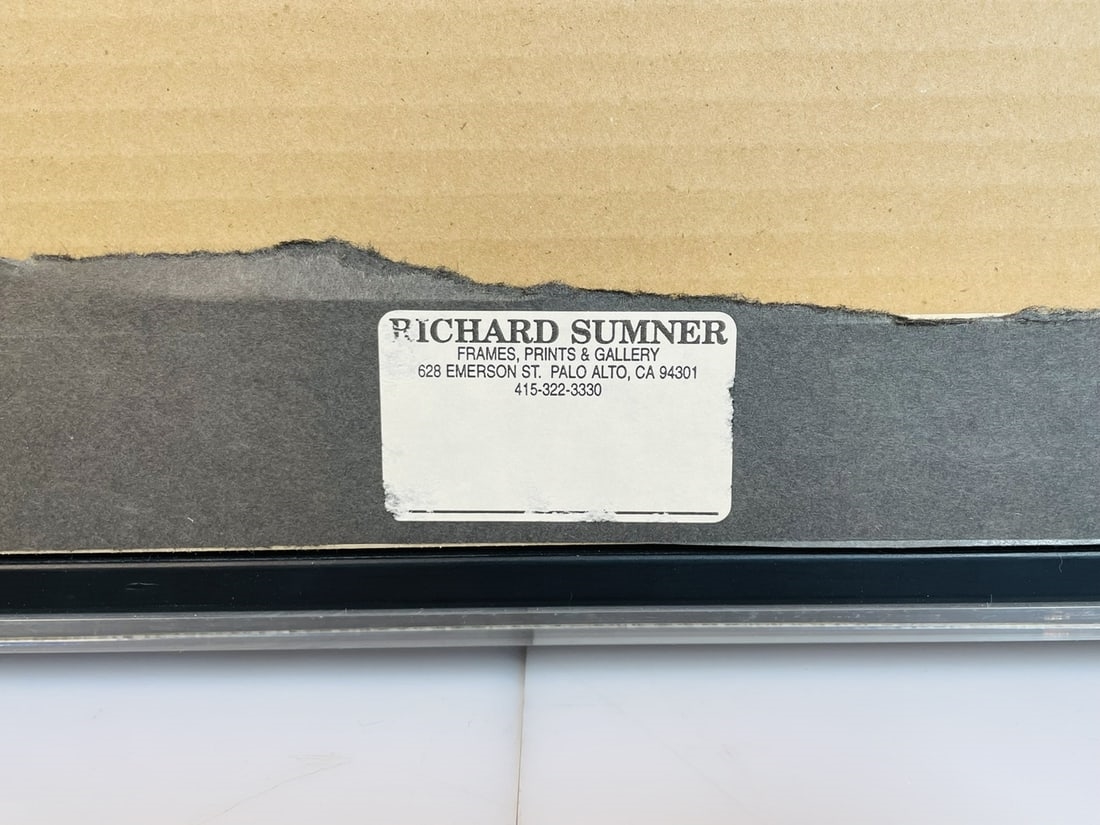 RICHARD SUMNER
FRAMES, PRINTS & GALLERY
628 EMERSON ST. PALO ALTO, CA 94301
415-322-3330